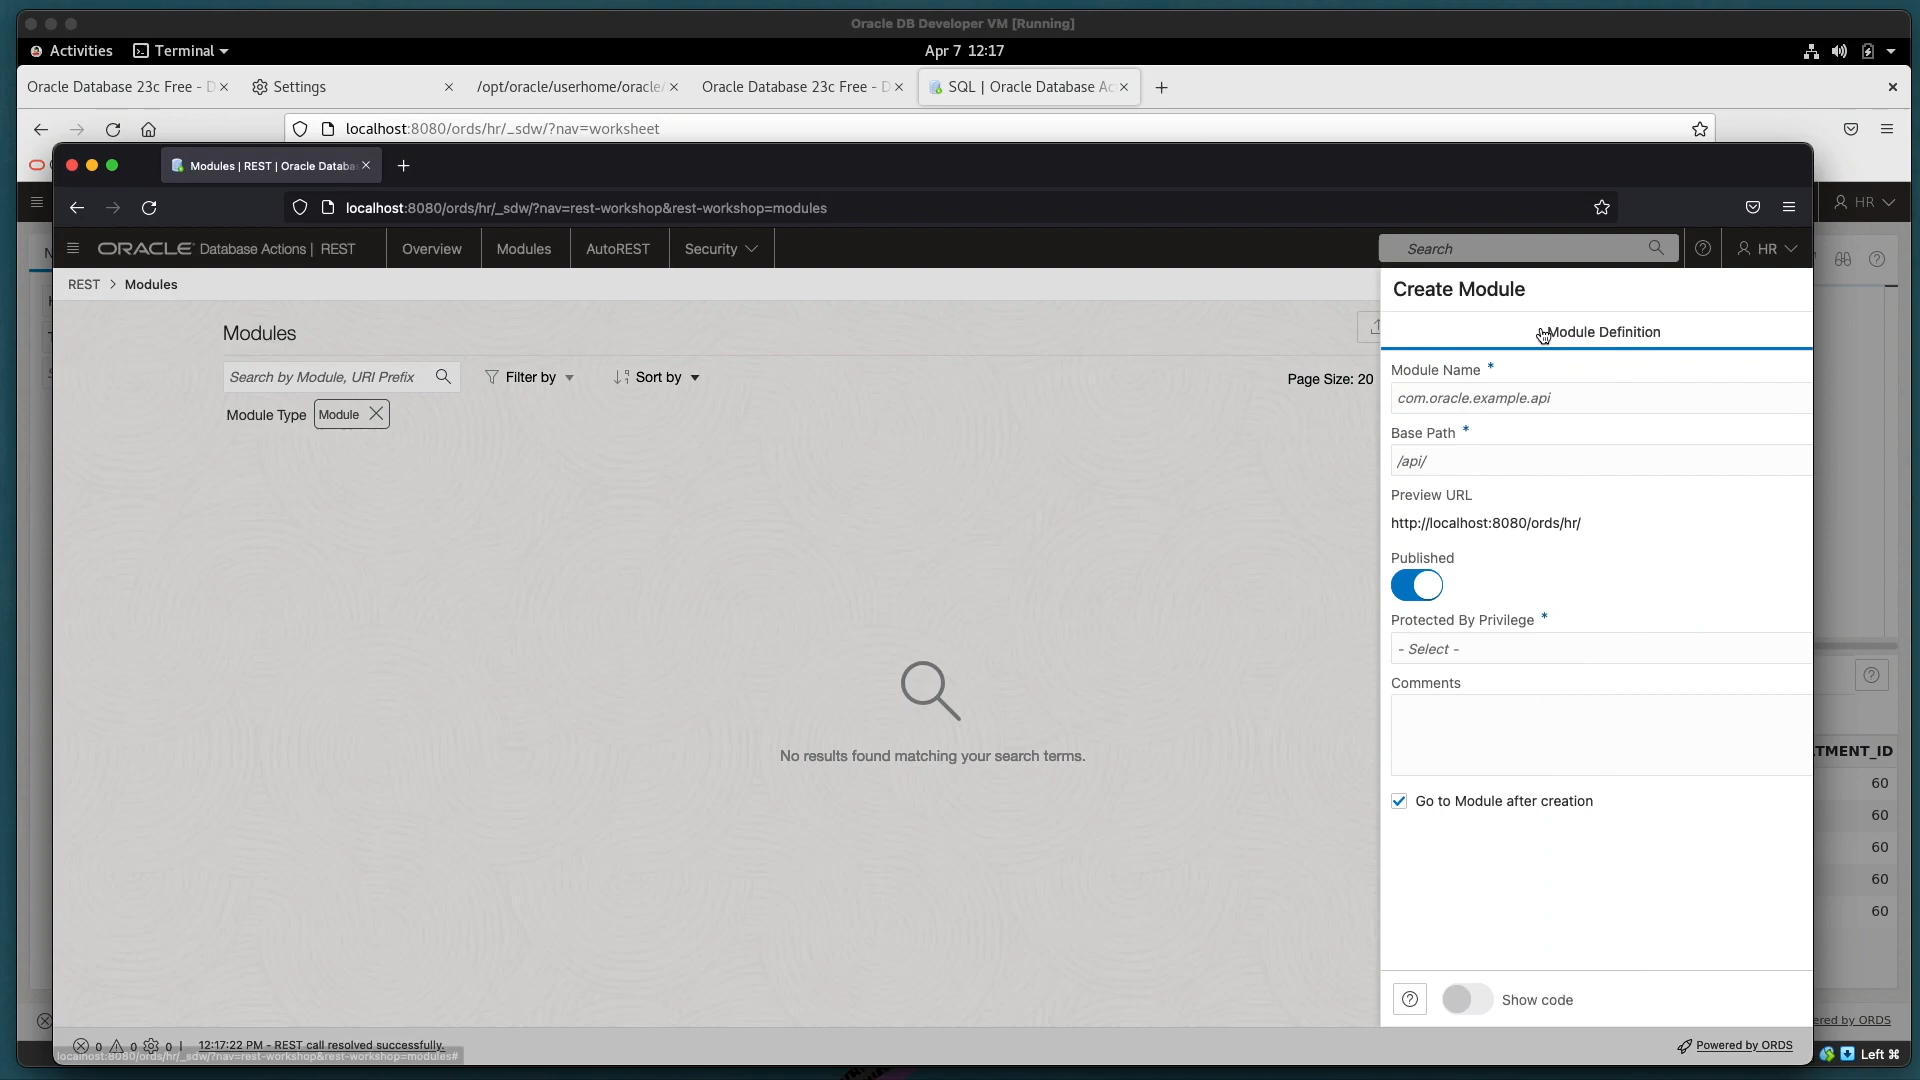 Oracle DB Developer VM [Running]
Activities
Terminal
Apr 7 12:17
Oracle Database 23c Free - D
Settings
/opt/oracle/userhome/oracle/
Oracle Database 23c Free - D
SQL | Oracle Database Ac
localhost:8080/ords/hr/_sdw/?nav=worksheet
Modules | REST | Oracle Databa
localhost:8080/ords/hr/_sdw/?nav=rest-workshop&rest-workshop=modules
HR
ORACLE Database Actions | REST
Overview
Modules
AutoREST
Security
Search
HR
REST > Modules
Create Module
Module Definition
Modules
Search by Module, URI Prefix
Filter by
Sort by
Page Size: 20
Module Type
Module
Module Name *
com.oracle.example.api
Base Path *
/api/
Preview URL
http://localhost:8080/ords/hr/
Published
Protected By Privilege *
- Select -
Comments
Go to Module after creation
No results found matching your search terms.
TMENT_ID
60
60
60
60
60
Show code
0 0 0 | 12:17:22 PM - REST call resolved successfully.
localhost:8080/ords/hr/_sdw/?nav=rest-workshop&rest-workshop=modules#
Powered by ORDS
ered by ORDS
Left ⌘